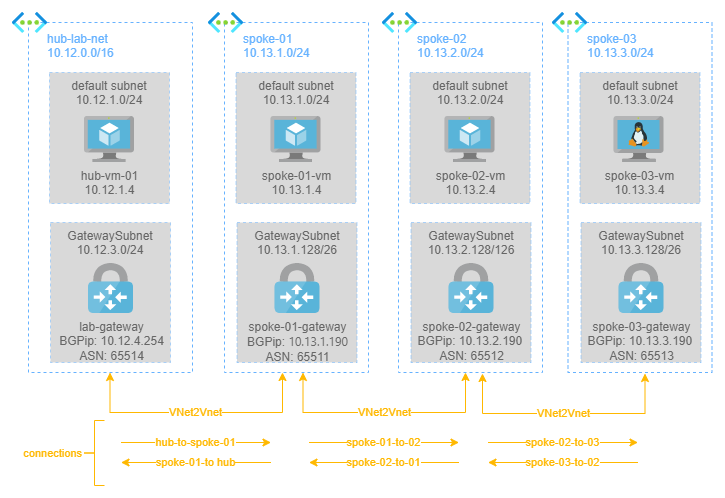 hub-lab-net
10.12.0.0/16
default subnet
10.12.1.0/24
hub-vm-01
10.12.1.4
GatewaySubnet
10.12.3.0/24
lab-gateway
BGPip: 10.12.4.254
ASN: 65514
spoke-01
10.13.1.0/24
default subnet
10.13.1.0/24
spoke-01-vm
10.13.1.4
GatewaySubnet
10.13.1.128/26
spoke-01-gateway
BGPip: 10.13.1.190
ASN: 65511
spoke-02
10.13.2.0/24
default subnet
10.13.2.0/24
spoke-02-vm
10.13.2.4
GatewaySubnet
10.13.2.128/126
spoke-02-gateway
BGPip: 10.13.2.190
ASN: 65512
spoke-03
10.13.3.0/24
default subnet
10.13.3.0/24
spoke-03-vm
10.13.3.4
GatewaySubnet
10.13.3.128/26
spoke-03-gateway
BGPip: 10.13.3.190
ASN: 65513
VNet2Vnet
VNet2Vnet
VNet2Vnet
connections
hub-to-spoke-01
spoke-01-to-02
spoke-02-to-03
spoke-01-to hub
spoke-02-to-01
spoke-03-to-02